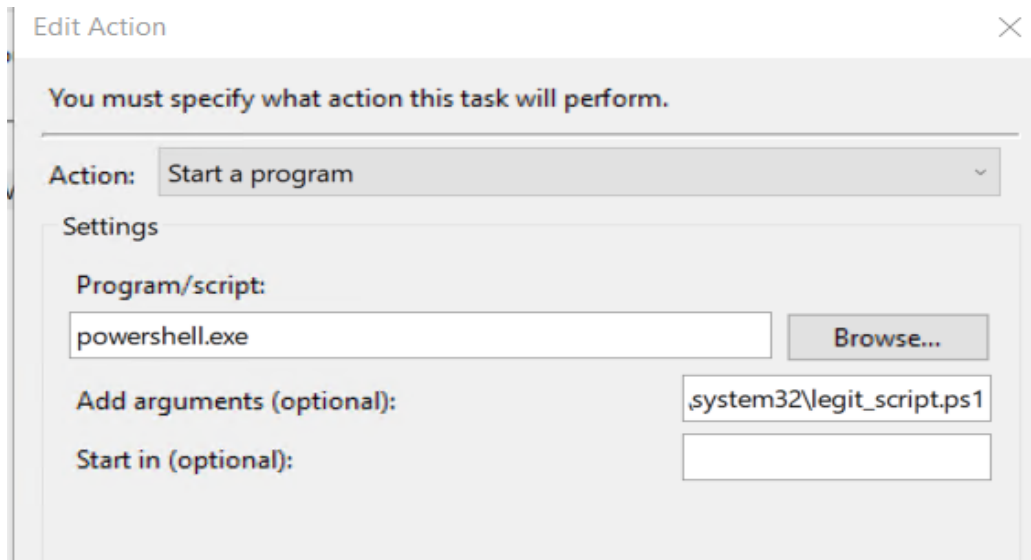 Edit Action
You must specify what action this task will perform.
Action: Start a program
Settings
Program/script:
powershell.exe Browse...
Add arguments (optional): system32\legit_script.ps1
Start in (optional):